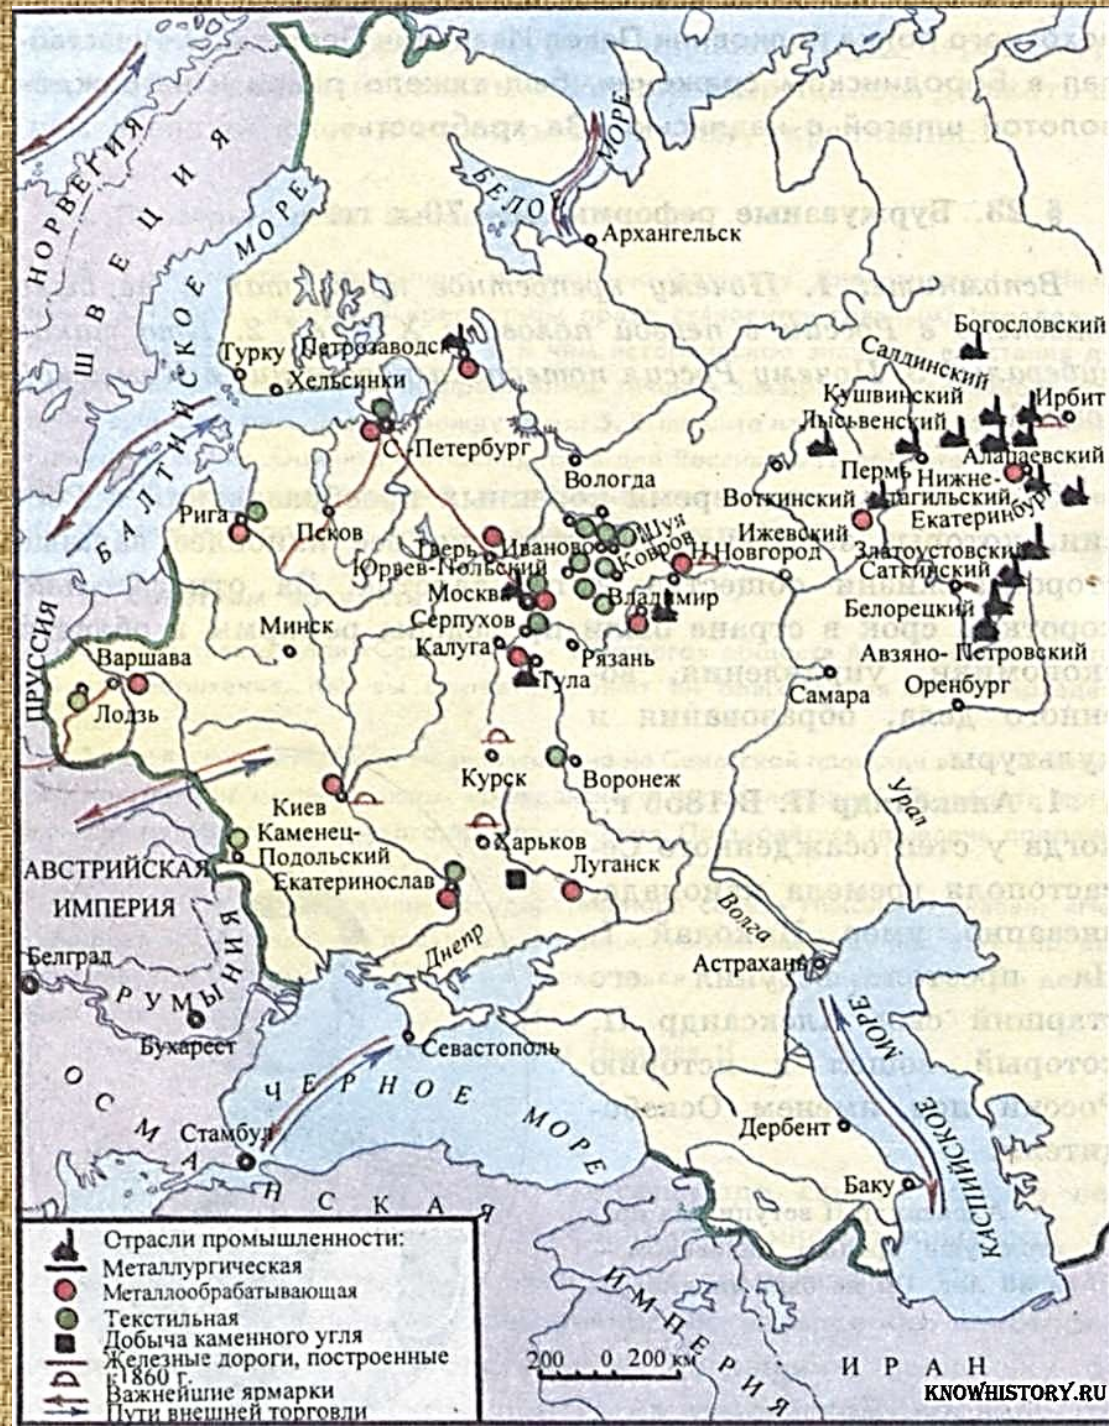 НОРВЕГИЯ
ШВЕЦИЯ
БЕЛОЕ МОРЕ
Архангельск
БАЛТИЙСКОЕ МОРЕ
Турку
Петрозаводск
Хельсинки
С.-Петербург
Богословский
Салдинский
Кушвинский
Ирбит
Лысьвенский
Алапаевский
Пермь
Нижне-
Тагильский
Воткинский
Екатеринбург
Вологда
Рига
Псков
Тверь
Иваново
Шуя
Ковров
Ижевский
Н.Новгород
Златоустовский
Юрьев-Польский
Саткинский
Москва
Владимир
Белорецкий
Серпухов
Минск
Калуга
Рязань
Авзяно-Петровский
ПРУССИЯ
Варшава
Тула
Самара
Оренбург
Лодзь
Курск
Воронеж
Урал
Киев
Каменец-
Подольский
Харьков
Луганск
АВСТРИЙСКАЯ
ИМПЕРИЯ
Екатеринослав
Волга
Днепр
Белград
Астрахань
РУМЫНИЯ
Бухарест
Севастополь
ЧЕРНОЕ МОРЕ
КАСПИЙСКОЕ МОРЕ
Стамбул
Дербент
Баку
ОСМАНСКАЯ
ИМПЕРИЯ
ИРАН
Отрасли промышленности:
Металлургическая
Металлообрабатывающая
Текстильная
Добыча каменного угля
Железные дороги, построенные
к 1860 г.
Важнейшие ярмарки
Пути внешней торговли
200 0 200 км
KNOWHISTORY.RU